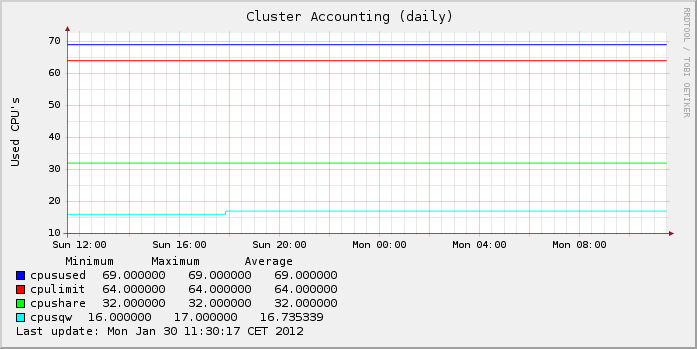 Cluster Accounting (daily)
RRDTOOL / TOBI OETIKER
Used CPU's
70
60
50
40
30
20
10
Sun 12:00 Sun 16:00 Sun 20:00 Mon 00:00 Mon 04:00 Mon 08:00
Minimum Maximum Average
cpusused 69.000000 69.000000 69.000000
cpulimit 64.000000 64.000000 64.000000
cpushare 32.000000 32.000000 32.000000
cpusqw 16.000000 17.000000 16.735339
Last update: Mon Jan 30 11:30:17 CET 2012